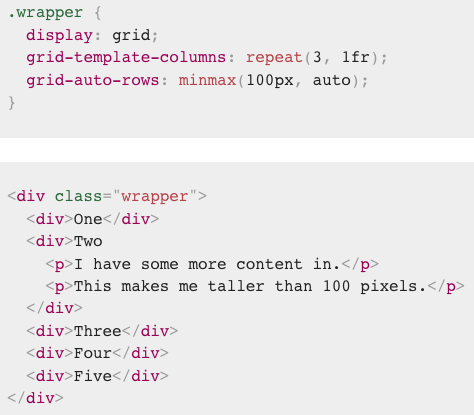 .wrapper {
  display: grid;
  grid-template-columns: repeat(3, 1fr);
  grid-auto-rows: minmax(100px, auto);
}
<div class="wrapper">
  <div>One</div>
  <div>Two
    <p>I have some more content in.</p>
    <p>This makes me taller than 100 pixels.</p>
  </div>
  <div>Three</div>
  <div>Four</div>
  <div>Five</div>
</div>